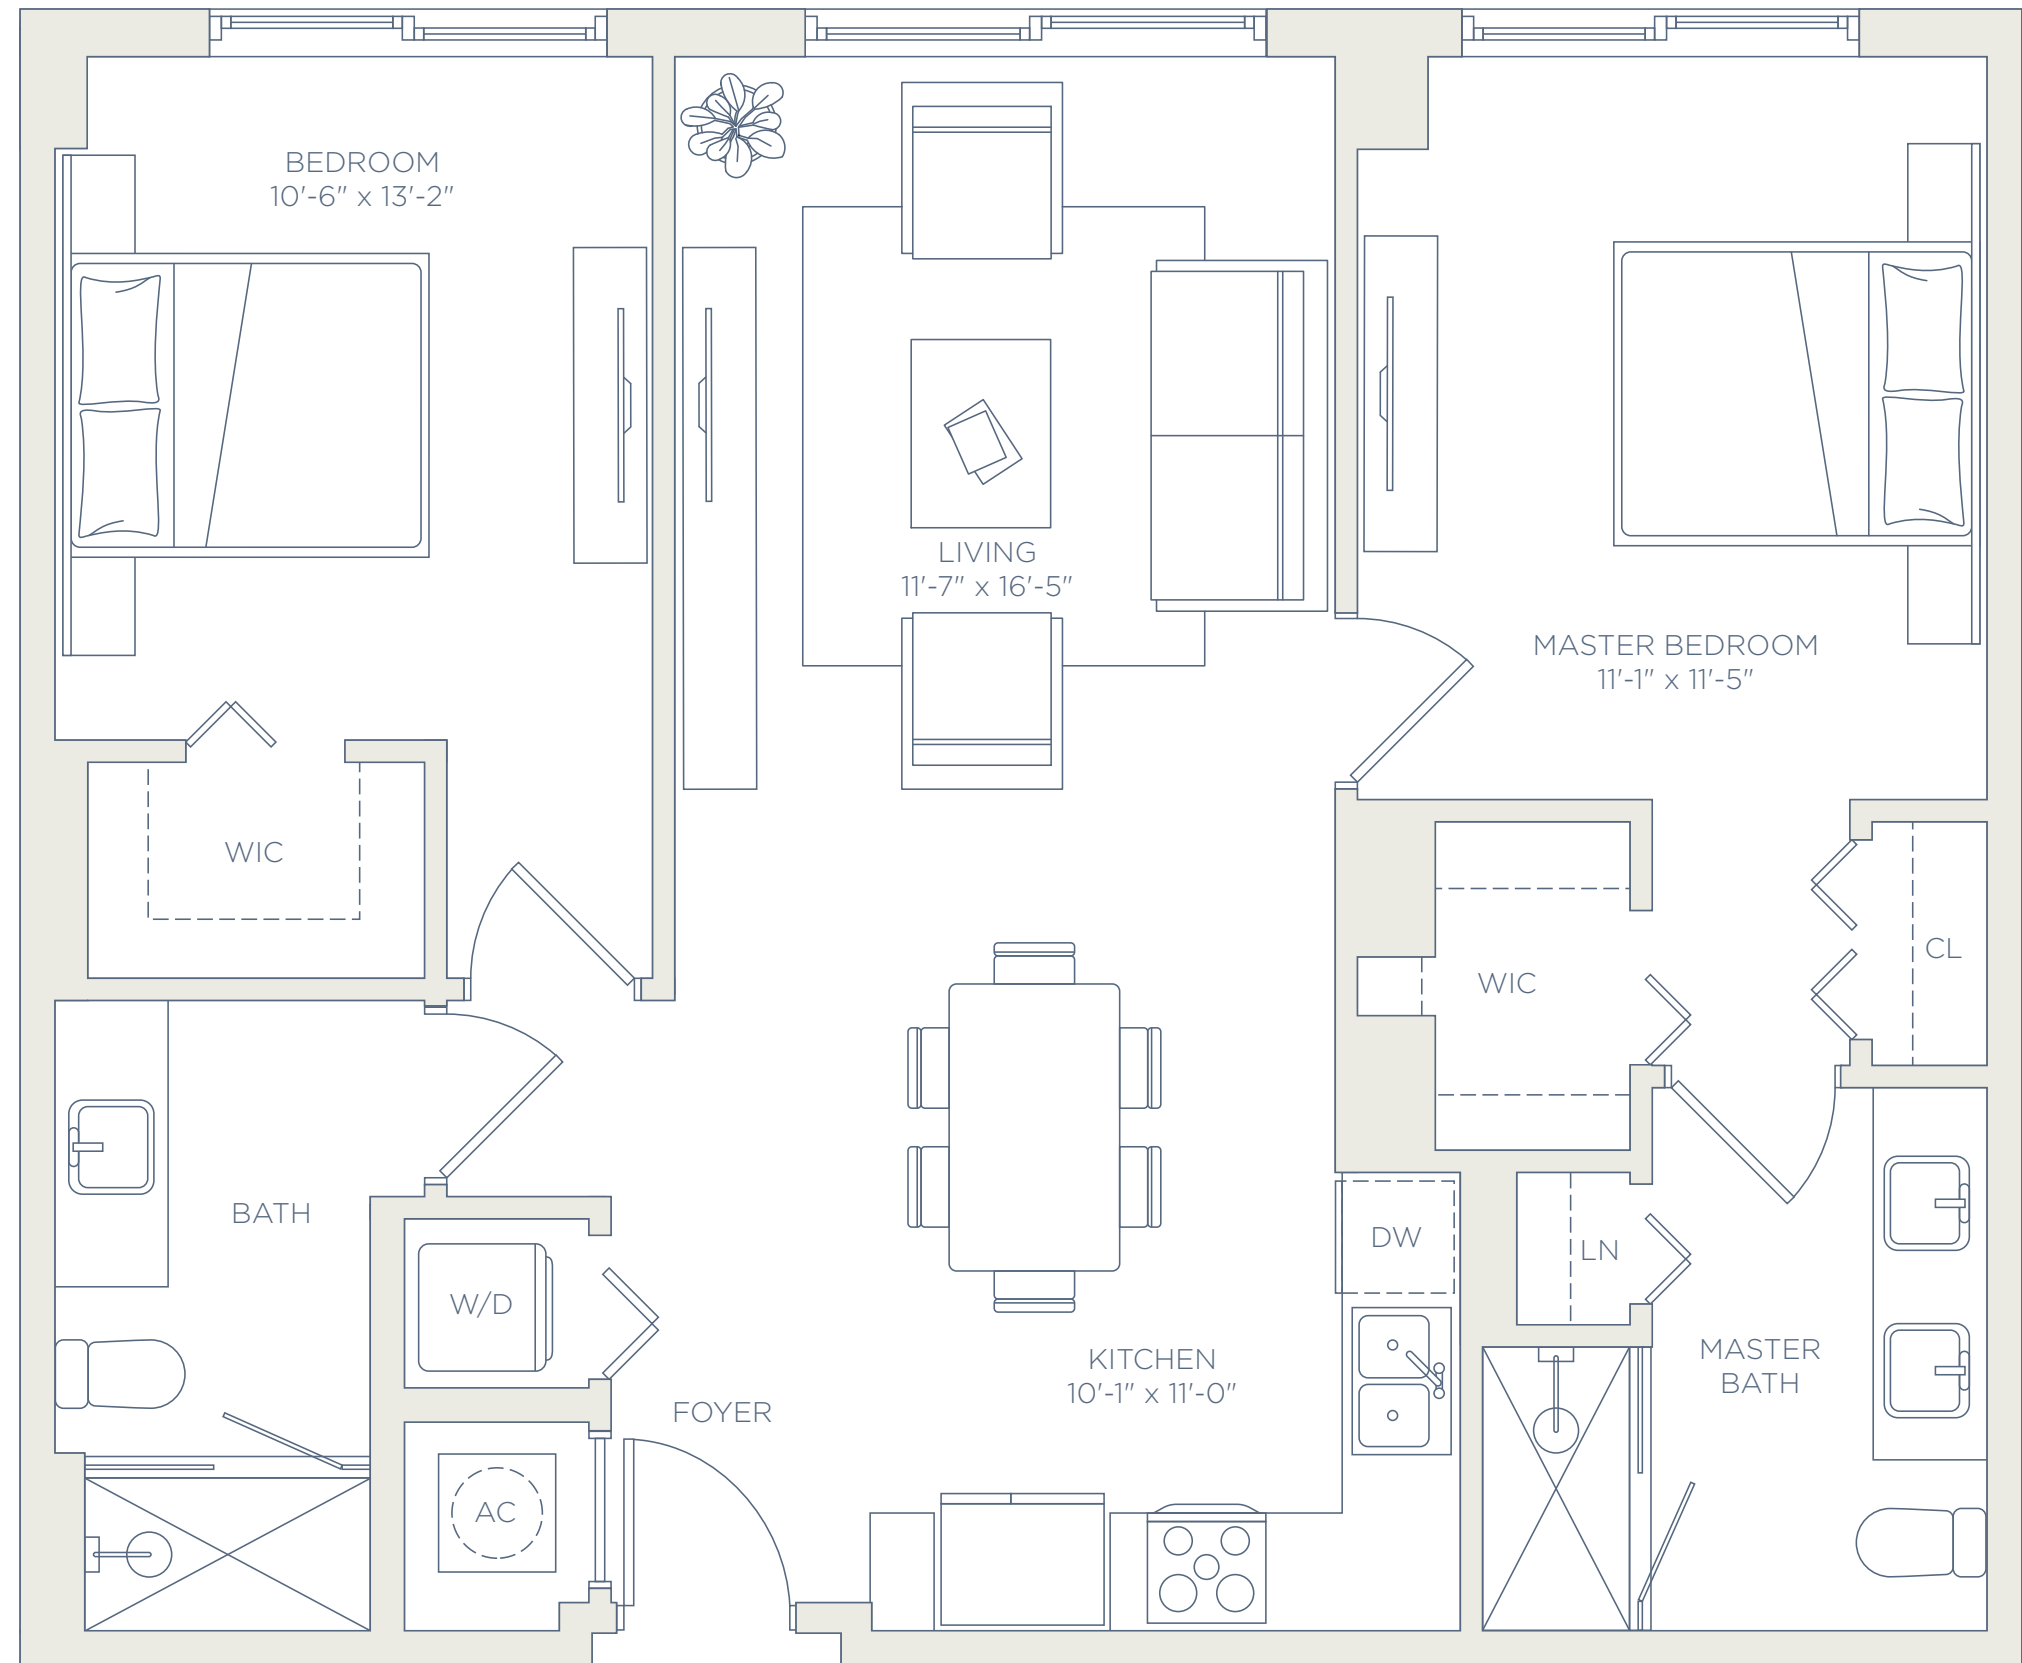 BEDROOM
10'-6" x 13'-2"
LIVING
11'-7" x 16'-5"
MASTER BEDROOM
11'-1" x 11'-5"
WIC
WIC
CL
BATH
W/D
DW
LN
KITCHEN
10'-1" x 11'-0"
MASTER
BATH
FOYER
AC